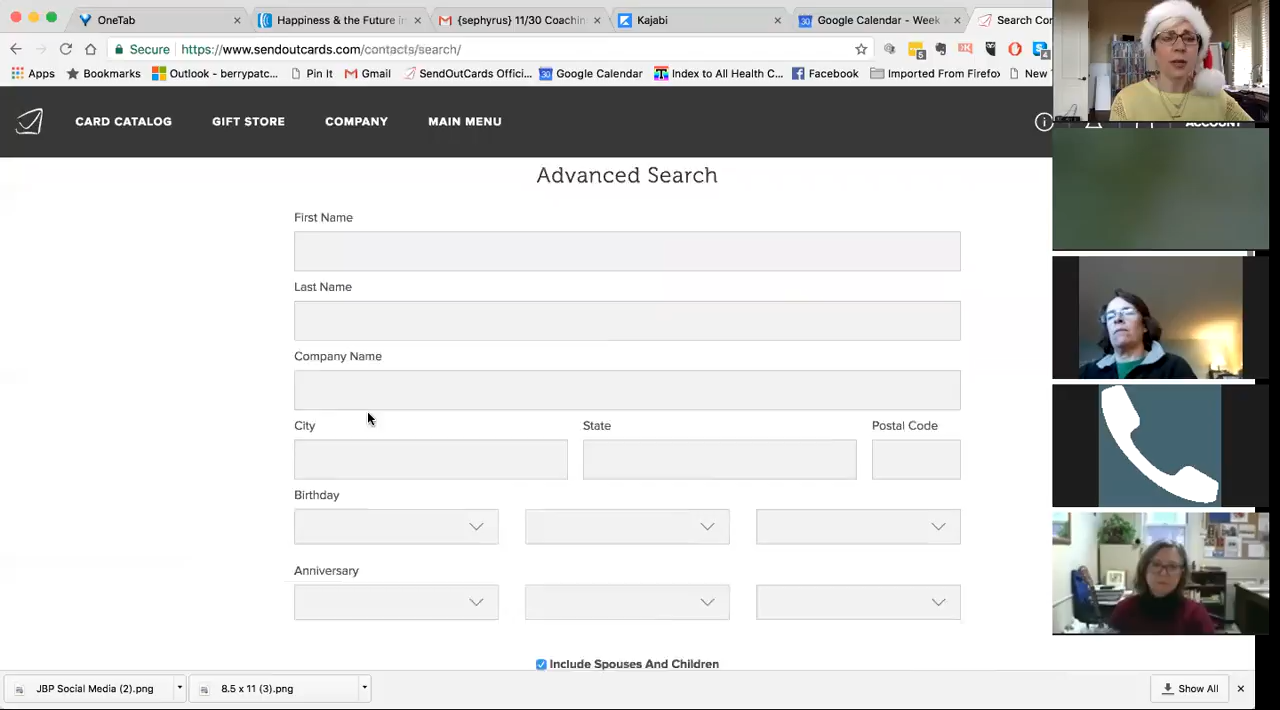 OneTab
Happiness & the Future in
{sephyrus} 11/30 Coachin
Kajabi
Google Calendar - Week
Search Con
Secure
https://www.sendoutcards.com/contacts/search/
5
4
Apps
Bookmarks
Outlook - berrypatc...
Pin It
Gmail
SendOutCards Offici...
Google Calendar
Index to All Health C...
Facebook
Imported From Firefox
New
CARD CATALOG
GIFT STORE
COMPANY
MAIN MENU
ACCOUNT
Advanced Search
First Name
Last Name
Company Name
City
State
Postal Code
Birthday
Anniversary
Include Spouses And Children
JBP Social Media (2).png
8.5 x 11 (3).png
Show All